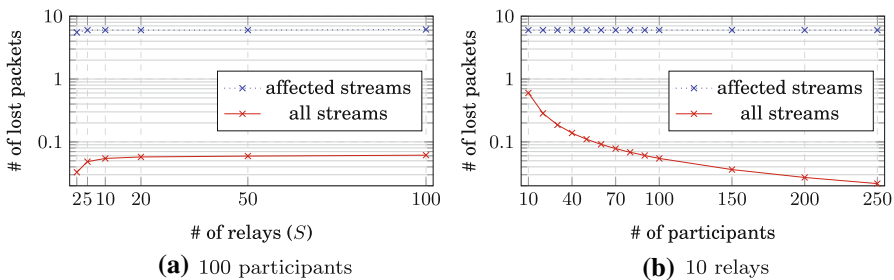 # of lost packets
10
1
0.1
affected streams
all streams
2 5 10 20 50 100
# of relays (S)
(a) 100 participants
# of lost packets
10
1
0.1
affected streams
all streams
10 40 70 100 150 200 250
# of participants
(b) 10 relays